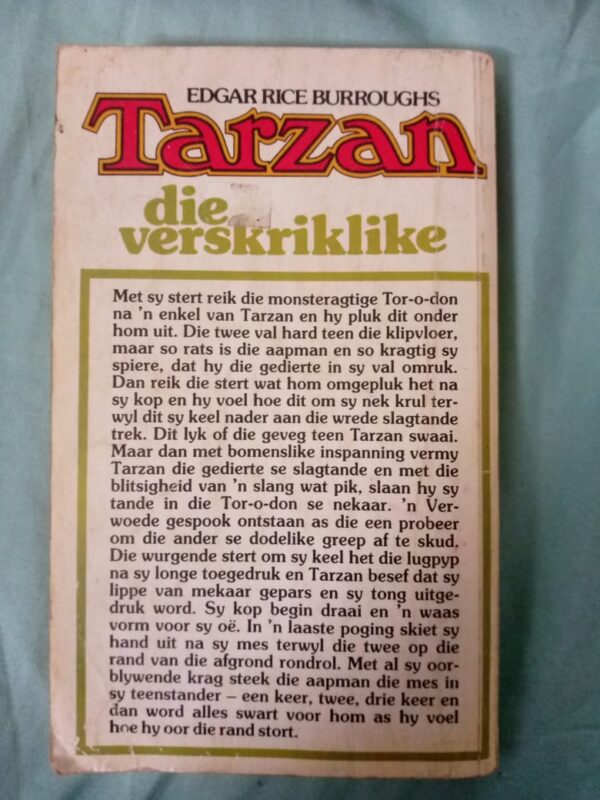 EDGAR RICE BURROUGHS
Tarzan
die
verskriklike
Met sy stert reik die monsteragtige Tor-o-don
na 'n enkel van Tarzan en hy pluk dit onder
hom uit. Die twee val hard teen die klipvloer,
maar so rats is die aapman en so kragtig sy
spiere, dat hy die gedierte in sy val omruk.
Dan reik die stert wat hom omgepluk het na
sy kop en hy voel hoe dit om sy nek krul ter-
wyl dit sy keel nader aan die wrede slagtande
trek. Dit lyk of die geveg teen Tarzan swaai.
Maar dan met bomenslike inspanning vermy
Tarzan die gedierte se slagtande en met die
blitsigheid van 'n slang wat pik, slaan hy sy
tande in die Tor-o-don se nekaar. 'n Ver-
woede gespook ontstaan as die een probeer
om die ander se dodelike greep af te skud.
Die wurgende stert om sy keel het die lugpyp
na sy longe toegedruk en Tarzan besef dat sy
lippe van mekaar gepars en sy tong uitge-
druk word. Sy kop begin draai en 'n waas
vorm voor sy oë. In 'n laaste poging skiet sy
hand uit na sy mes terwyl die twee op die
rand van die afgrond rondrol. Met al sy oor-
blywende krag steek die aapman die mes in
sy teenstander – een keer, twee, drie keer en
dan word alles swart voor hom as hy voel
hoe hy oor die rand stort.